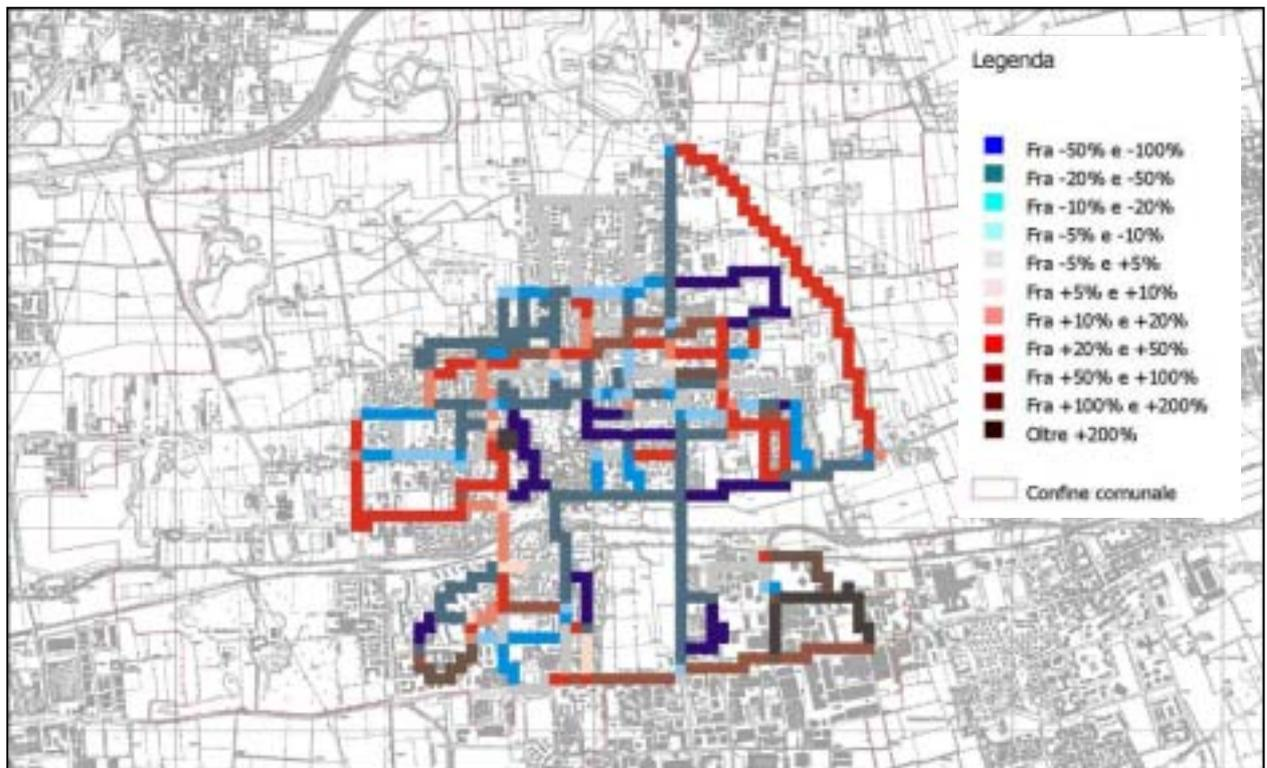 Legenda
Fra -50% e -100%
Fra -20% e -50%
Fra -10% e -20%
Fra -5% e -10%
Fra -5% e +5%
Fra +5% e +10%
Fra +10% e +20%
Fra +20% e +50%
Fra +50% e +100%
Fra +100% e +200%
Oltre +200%
Confine comunale